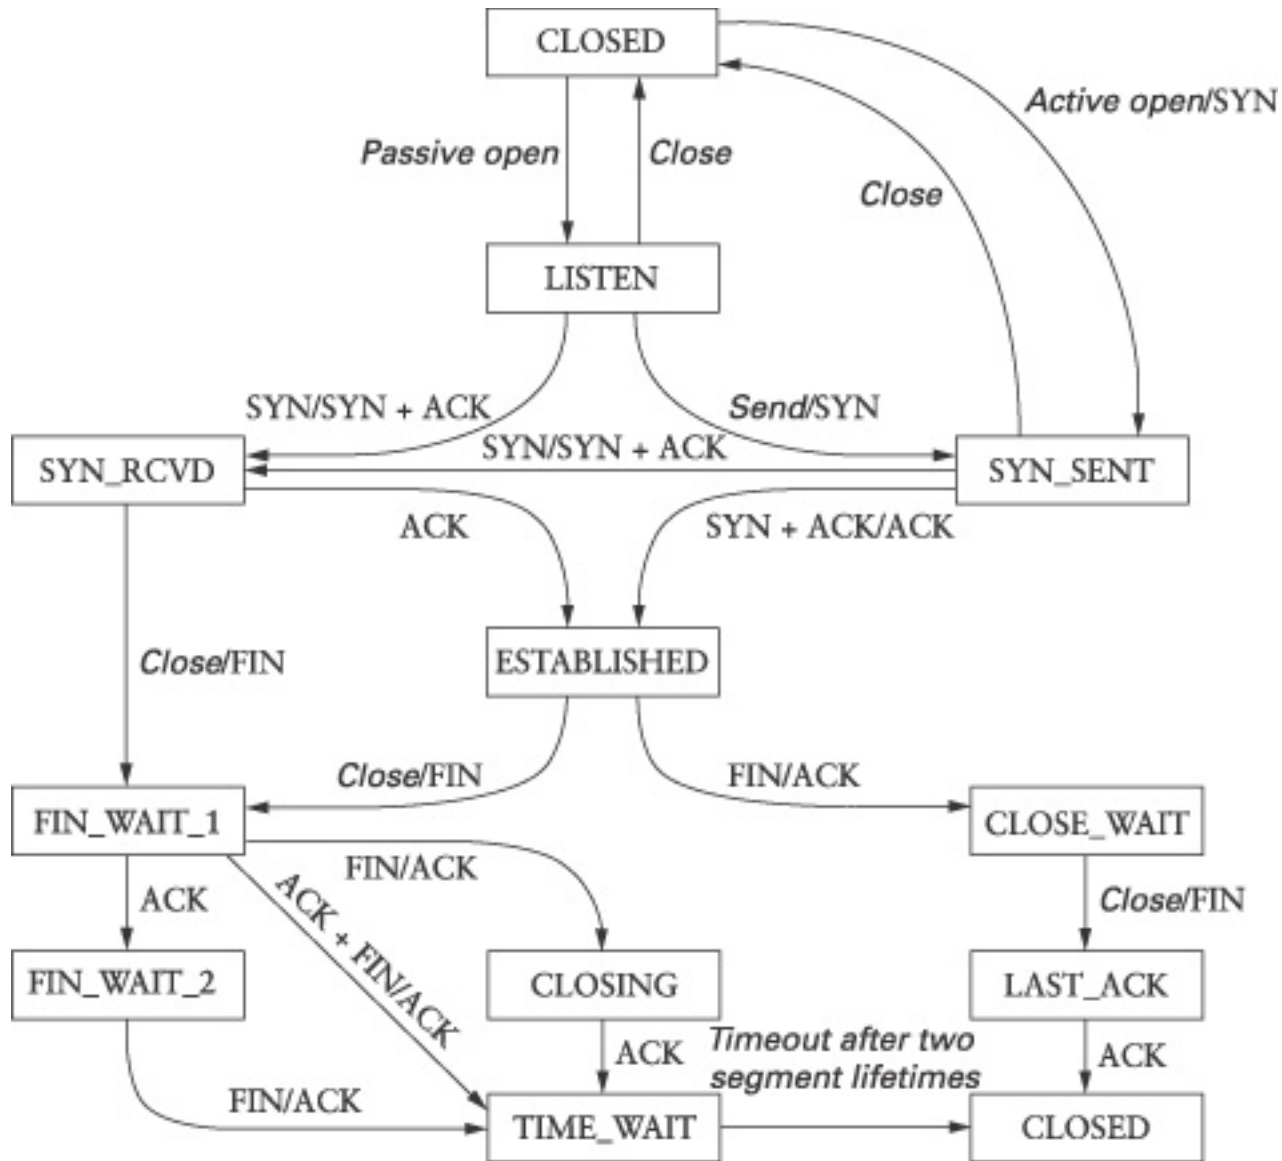 CLOSED
Active open/SYN
Passive open
Close
Close
LISTEN
SYN/SYN + ACK
Send/SYN
SYN/SYN + ACK
SYN_RCVD
SYN_SENT
ACK
SYN + ACK/ACK
Close/FIN
ESTABLISHED
Close/FIN
FIN/ACK
FIN_WAIT_1
CLOSE_WAIT
FIN/ACK
ACK
ACK + FIN/ACK
Close/FIN
FIN_WAIT_2
CLOSING
LAST_ACK
ACK
Timeout after two
segment lifetimes
ACK
FIN/ACK
TIME_WAIT
CLOSED